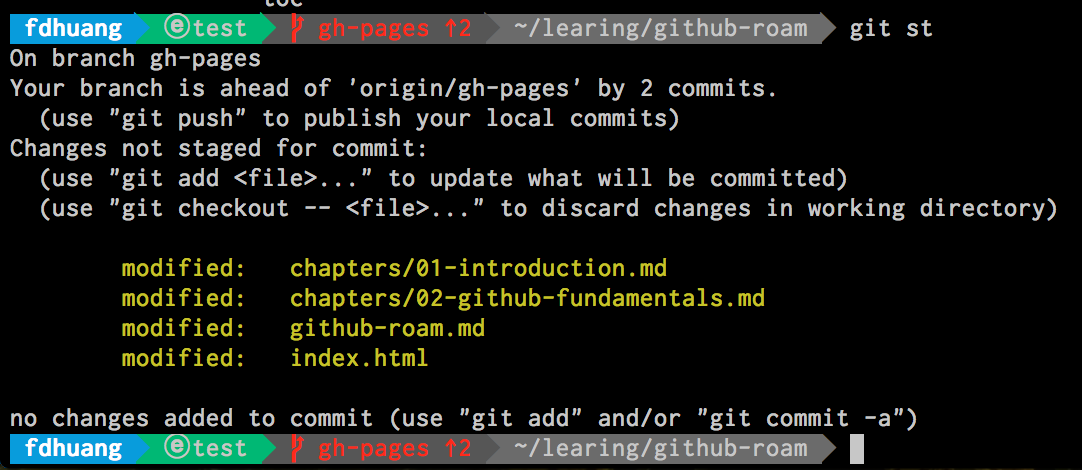 toc
fdhuang ⓔtest gh-pages ↑2 ~/learing/github-roam git st
On branch gh-pages
Your branch is ahead of 'origin/gh-pages' by 2 commits.
(use "git push" to publish your local commits)
Changes not staged for commit:
(use "git add <file>..." to update what will be committed)
(use "git checkout -- <file>..." to discard changes in working directory)
modified: chapters/01-introduction.md
modified: chapters/02-github-fundamentals.md
modified: github-roam.md
modified: index.html
no changes added to commit (use "git add" and/or "git commit -a")
fdhuang ⓔtest gh-pages ↑2 ~/learing/github-roam